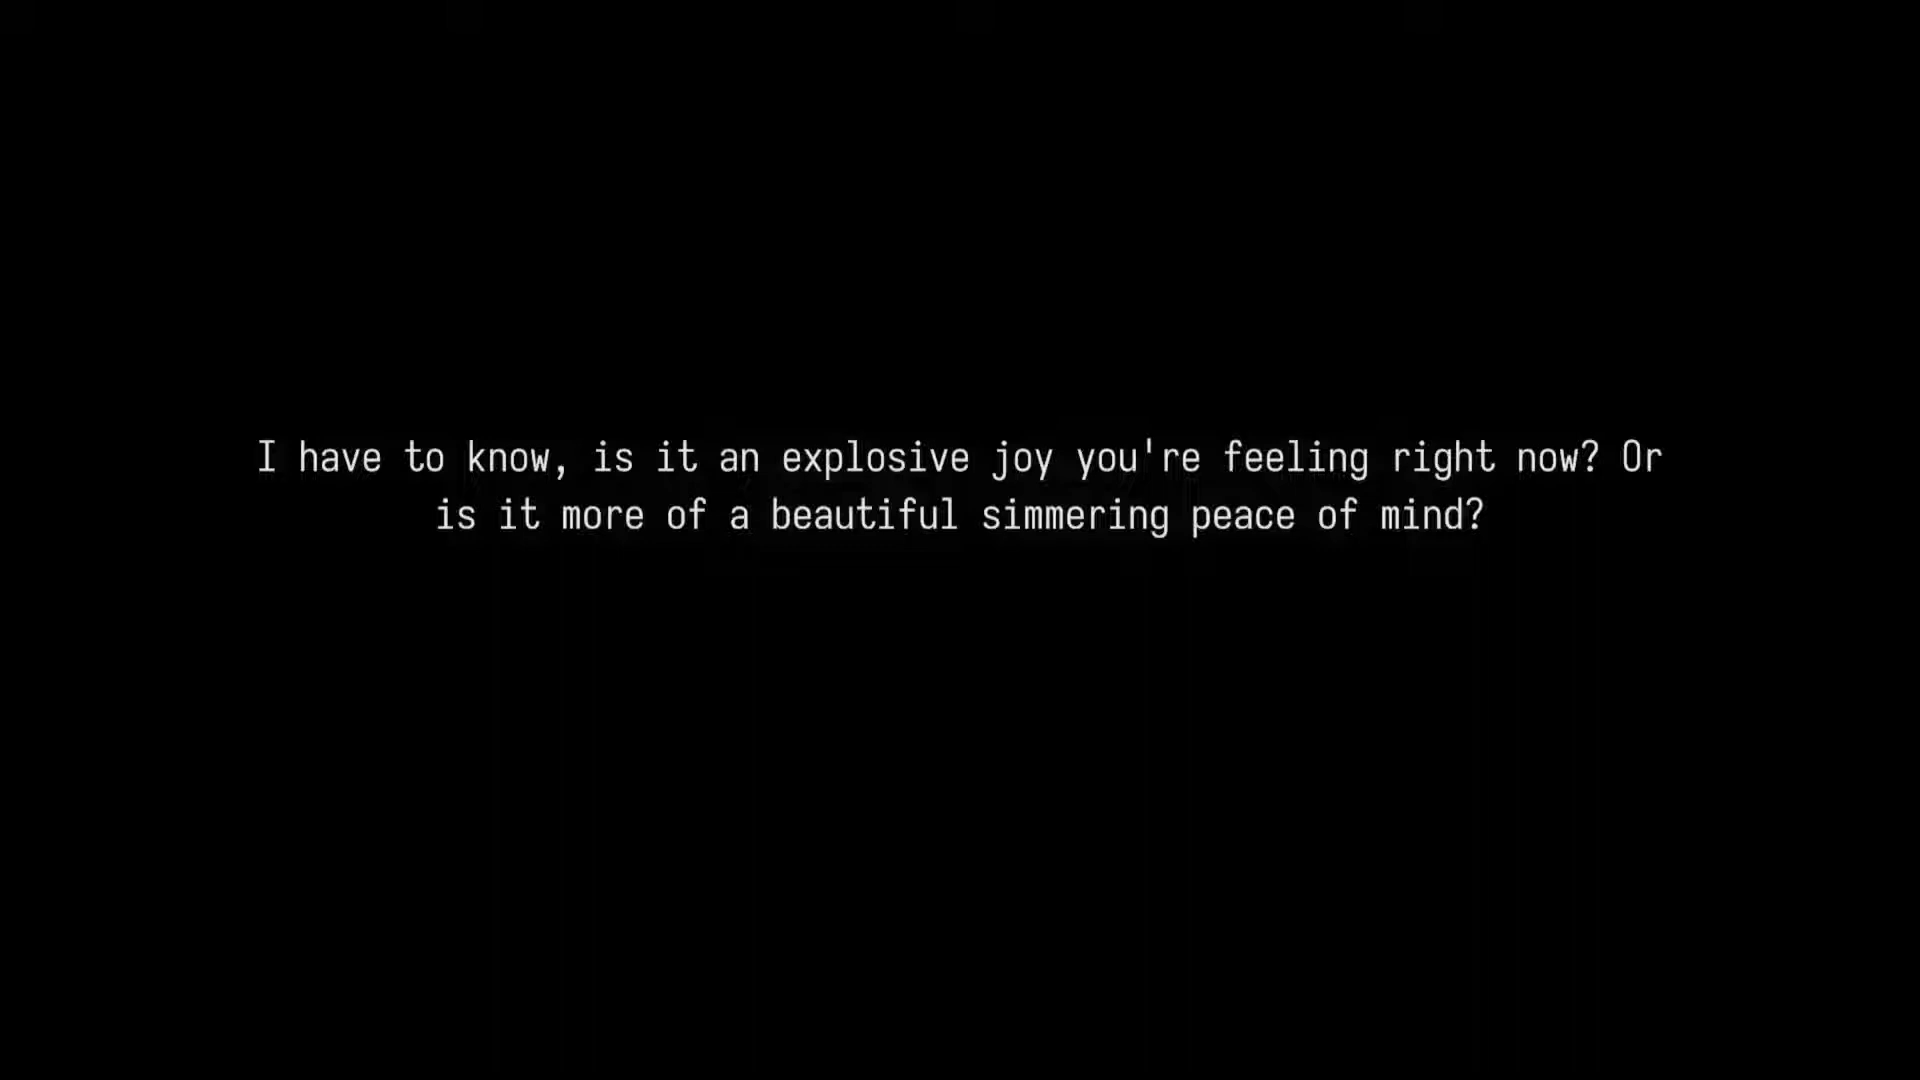 I have to know, is it an explosive joy you're feeling right now? Or
is it more of a beautiful simmering peace of mind?